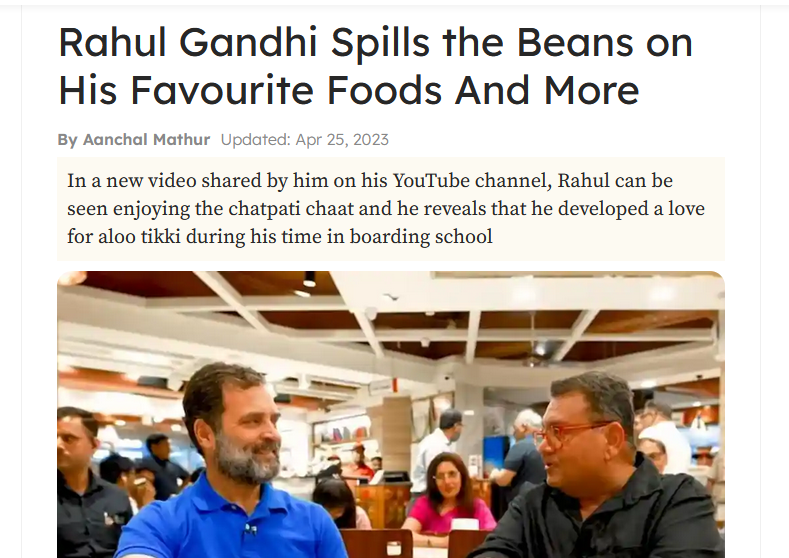 Rahul Gandhi Spills the Beans on
His Favourite Foods And More
By Aanchal Mathur Updated: Apr 25, 2023
In a new video shared by him on his YouTube channel, Rahul can be
seen enjoying the chatpati chaat and he reveals that he developed a love
for aloo tikki during his time in boarding school